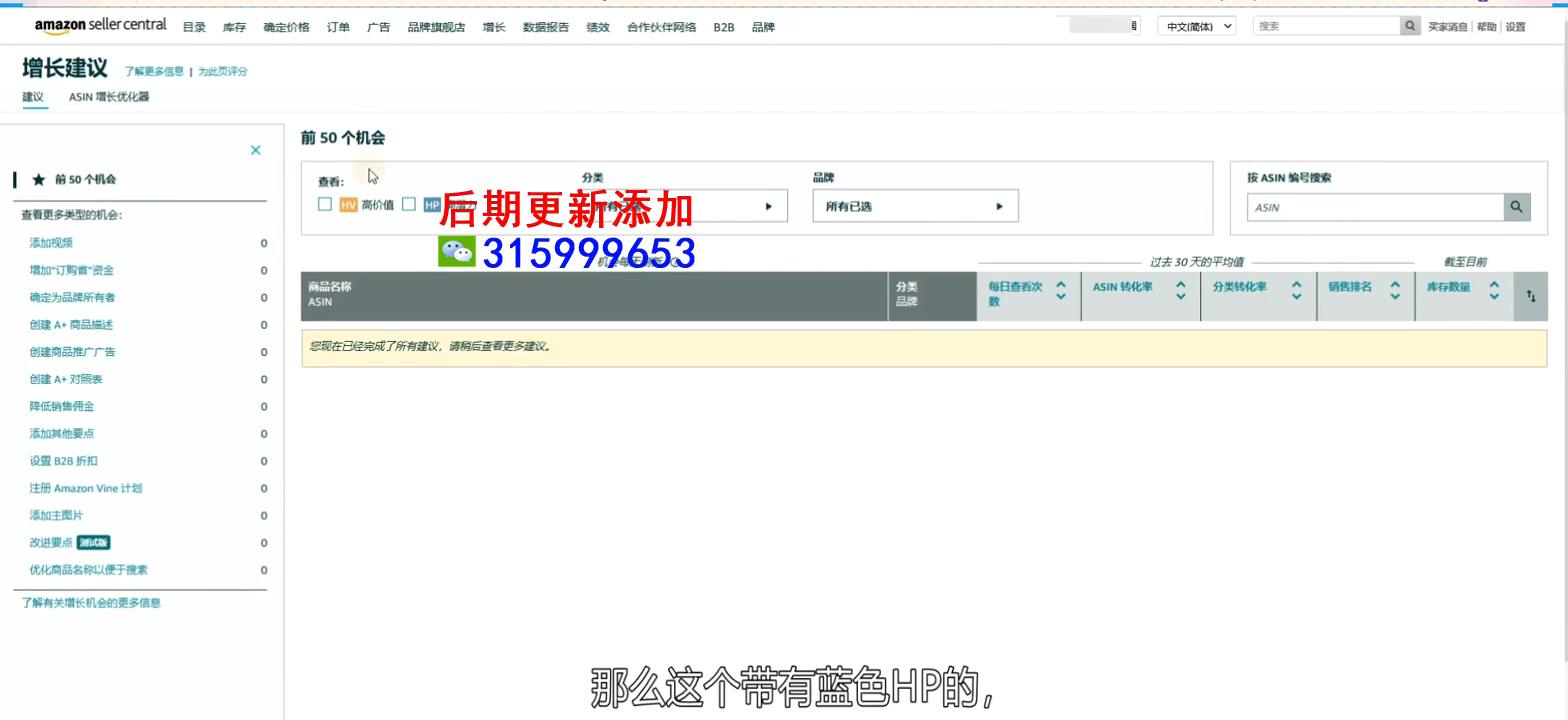 amazon seller central 目录 库存 确定价格 订单 广告 品牌旗舰店 增长 数据报告 绩效 合作伙伴网络 B2B 品牌 中文(简体) 搜索 买家消息 | 帮助 | 设置
增长建议 了解更多信息 | 为此页评分
建议 ASIN 增长优化器
前 50 个机会
查看更多类型的机会:
添加视频 0
增加"订购省"资金 0
确定为品牌所有者 0
创建 A+ 商品描述 0
创建商品推广广告 0
创建 A+ 对照表 0
降低销售佣金 0
添加其他要点 0
设置 B2B 折扣 0
注册 Amazon Vine 计划 0
添加主图片 0
改进要点 测试版 0
优化商品名称以便于搜索 0
了解有关增长机会的更多信息
前 50 个机会
查看: 分类 品牌
HV 高价值 HP 所有已选
按 ASIN 编号搜索
ASIN
后期更新添加
315999653
过去 30 天的平均值 截至目前
商品名称 分类 每日查看次数 ASIN 转化率 分类转化率 销售排名 库存数量
ASIN 品牌
您现在已经完成了所有建议，请稍后查看更多建议。
那么这个带有蓝色HP的,